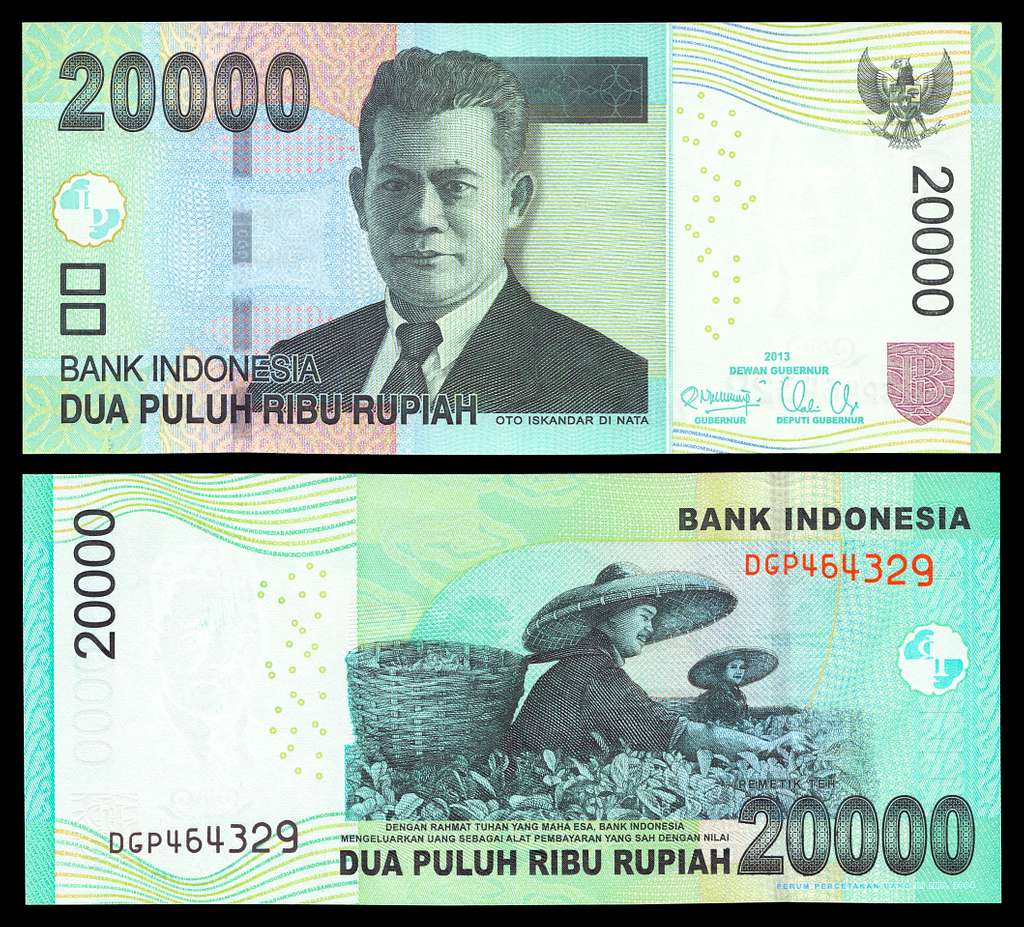 20000
BANK INDONESIA
DUA PULUH RIBU RUPIAH
OTO ISKANDAR DI NATA
20000
2013
DEWAN GUBERNUR
GUBERNUR
DEPUTI GUBERNUR
20000
DGP464329
BANK INDONESIA
DGP464329
PEMETIK TEH
DENGAN RAHMAT TUHAN YANG MAHA ESA, BANK INDONESIA
MENGELUARKAN UANG SEBAGAI ALAT PEMBAYARAN YANG SAH DENGAN NILAI
DUA PULUH RIBU RUPIAH
20000
PERUM PERCETAKAN UANG